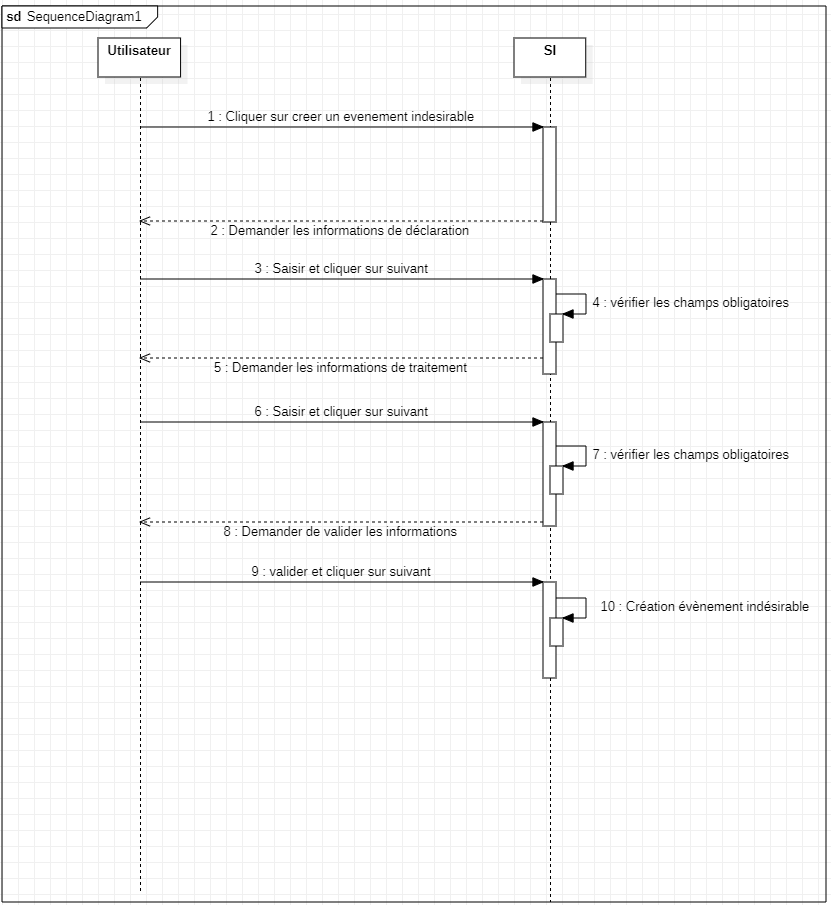 sd SequenceDiagram1
Utilisateur
SI
1 : Cliquer sur creer un evenement indesirable
2 : Demander les informations de déclaration
3 : Saisir et cliquer sur suivant
4 : vérifier les champs obligatoires
5 : Demander les informations de traitement
6 : Saisir et cliquer sur suivant
7 : vérifier les champs obligatoires
8 : Demander de valider les informations
9 : valider et cliquer sur suivant
10 : Création évènement indésirable